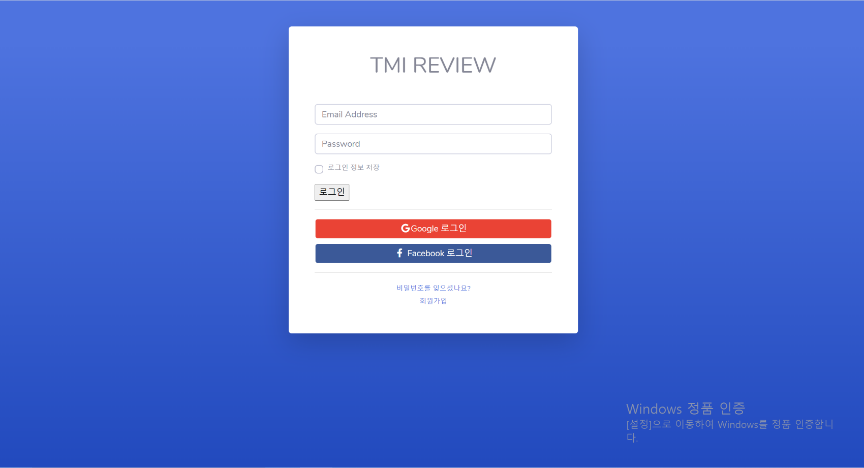 TMI REVIEW
Email Address
Password
로그인 정보 저장
로그인
Google 로그인
Facebook 로그인
비밀번호를 잊으셨나요?
회원가입
Windows 정품 인증
[설정]으로 이동하여 Windows를 정품 인증합니
다.